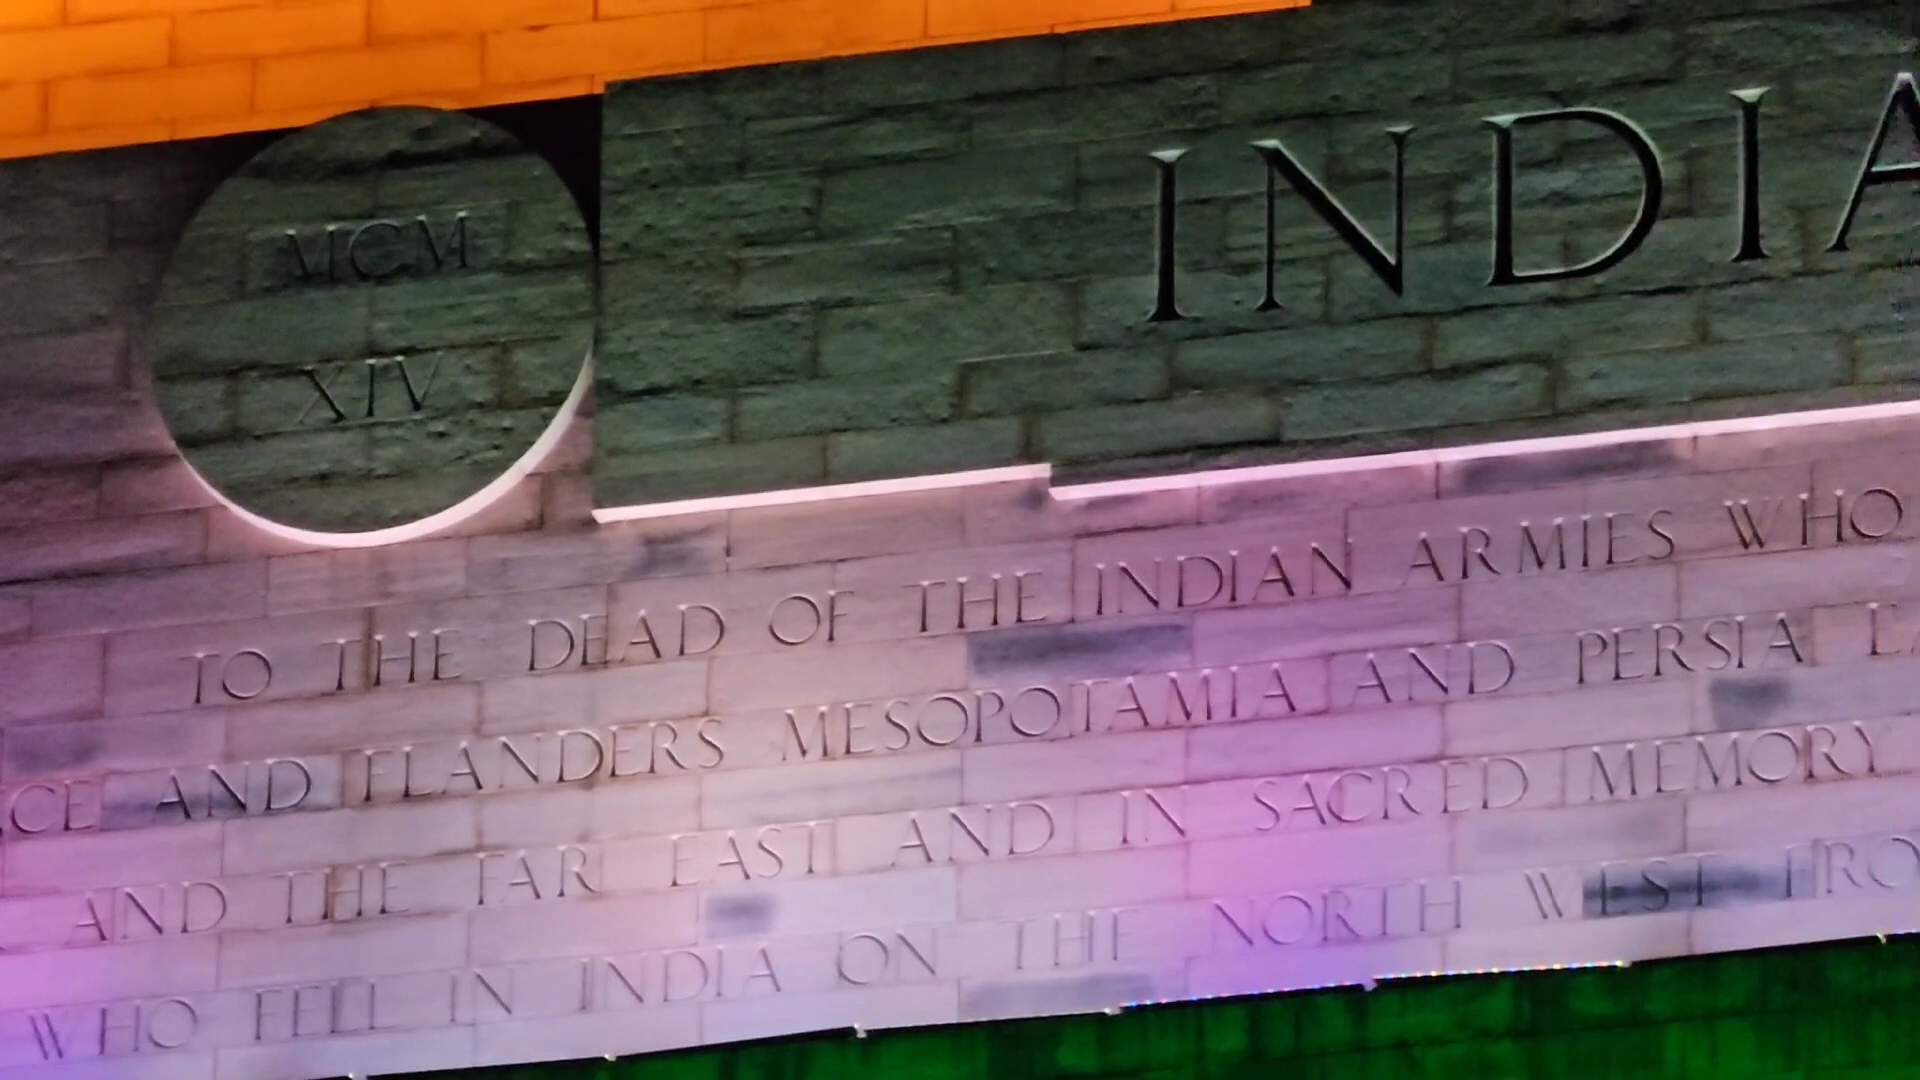 MCM
XIV
INDIA
TO THE DEAD OF THE INDIAN ARMIES WHO
AND FLANDERS MESOPOTAMIA AND PERSIA
AND THE FAR EAST AND IN SACRED MEMORY
WHO FELL IN INDIA ON THE NORTH WEST